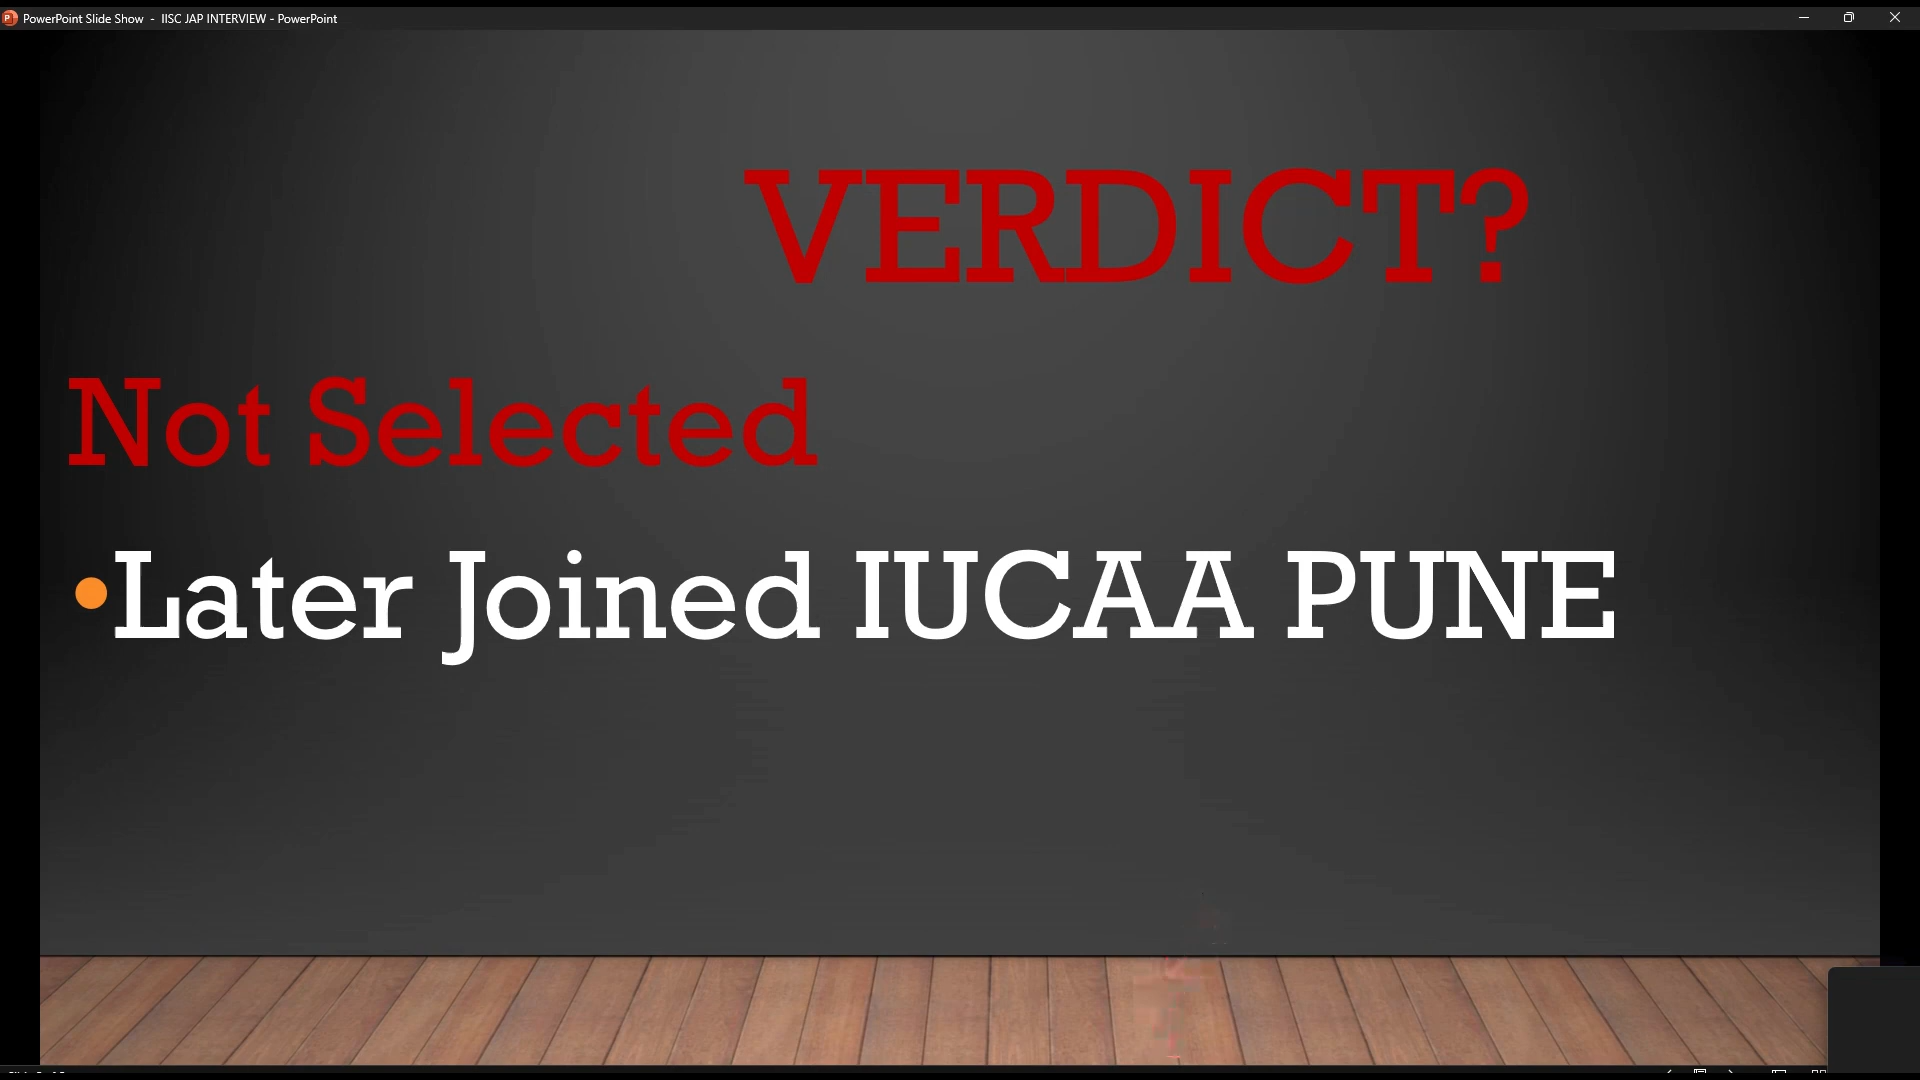 PowerPoint Slide Show - IISC JAP INTERVIEW - PowerPoint
VERDICT?
Not Selected
•Later Joined IUCAA PUNE